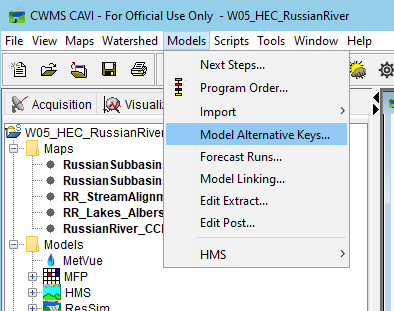 CWMS CAVI - For Official Use Only - W05_HEC_RussianRiver
File View Maps Watershed Models Scripts Tools Window Help
Next Steps...
Program Order...
Import
Model Alternative Keys...
Forecast Runs...
Model Linking...
Edit Extract...
Edit Post...
HMS
Acquisition Visualiz
W05_HEC_RussianRiver
Maps
RussianSubbasins
RussianSubbasin
RR_StreamAlignm
RR_Lakes_Albers
RussianRiver_CC
Models
MetVue
MFP
HMS
ResSim